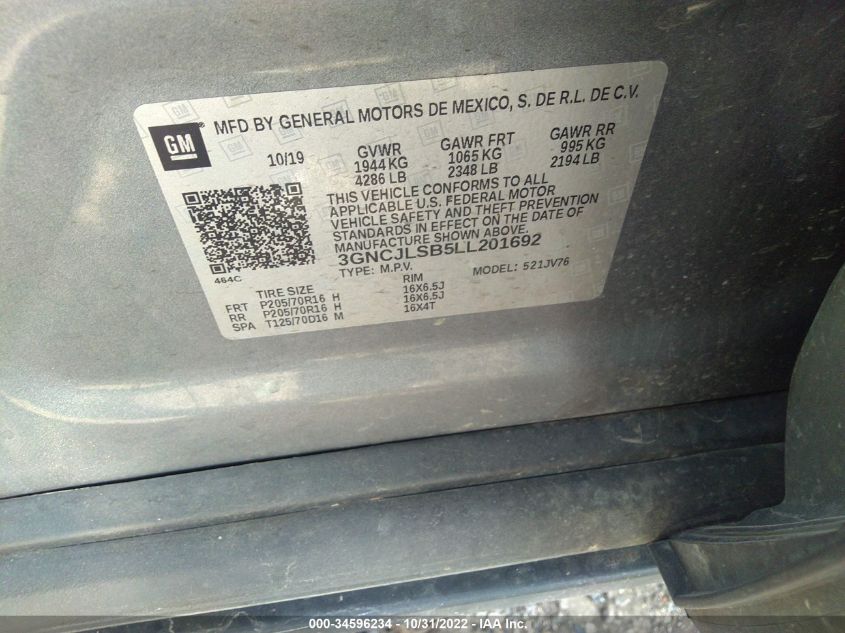 GM
MFD BY GENERAL MOTORS DE MEXICO, S. DE R.L. DE C.V.
10/19 GVWR GAWR FRT GAWR RR
1944 KG 1065 KG 995 KG
4286 LB 2348 LB 2194 LB
THIS VEHICLE CONFORMS TO ALL
APPLICABLE U.S. FEDERAL MOTOR
VEHICLE SAFETY AND THEFT PREVENTION
STANDARDS IN EFFECT ON THE DATE OF
MANUFACTURE SHOWN ABOVE.
3GNCJLSB5LL201692
464C TYPE: M.P.V. MODEL: 521JV76
TIRE SIZE RIM
FRT P205/70R16 H 16X6.5J
RR P205/70R16 H 16X6.5J
SPA T125/70D16 M 16X4T
000-34596234 - 10/31/2022 - IAA Inc.